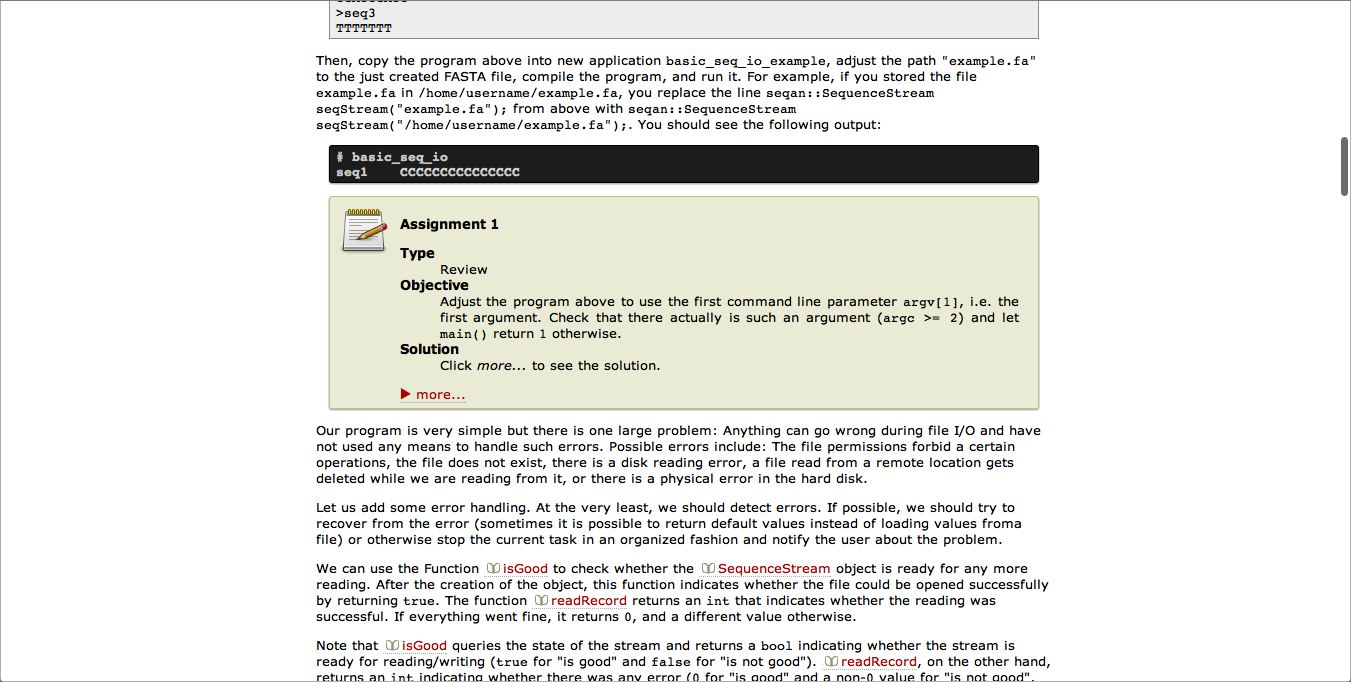 >seq3
TTTTTTT
Then, copy the program above into new application basic_seq_io_example, adjust the path "example.fa"
to the just created FASTA file, compile the program, and run it. For example, if you stored the file
example.fa in /home/username/example.fa, you replace the line seqan::SequenceStream
seqStream("example.fa"); from above with seqan::SequenceStream
seqStream("/home/username/example.fa");. You should see the following output:
# basic_seq_io
seq1    CCCCCCCCCCCCCCC
Assignment 1
Type
Review
Objective
Adjust the program above to use the first command line parameter argv[1], i.e. the
first argument. Check that there actually is such an argument (argc >= 2) and let
main() return 1 otherwise.
Solution
Click more... to see the solution.
▶ more...
Our program is very simple but there is one large problem: Anything can go wrong during file I/O and have
not used any means to handle such errors. Possible errors include: The file permissions forbid a certain
operations, the file does not exist, there is a disk reading error, a file read from a remote location gets
deleted while we are reading from it, or there is a physical error in the hard disk.
Let us add some error handling. At the very least, we should detect errors. If possible, we should try to
recover from the error (sometimes it is possible to return default values instead of loading values froma
file) or otherwise stop the current task in an organized fashion and notify the user about the problem.
We can use the Function isGood to check whether the SequenceStream object is ready for any more
reading. After the creation of the object, this function indicates whether the file could be opened successfully
by returning true. The function readRecord returns an int that indicates whether the reading was
successful. If everything went fine, it returns 0, and a different value otherwise.
Note that isGood queries the state of the stream and returns a bool indicating whether the stream is
ready for reading/writing (true for "is good" and false for "is not good"). readRecord, on the other hand,
returns an int indicating whether there was any error (0 for "is good" and a non-0 value for "is not good",